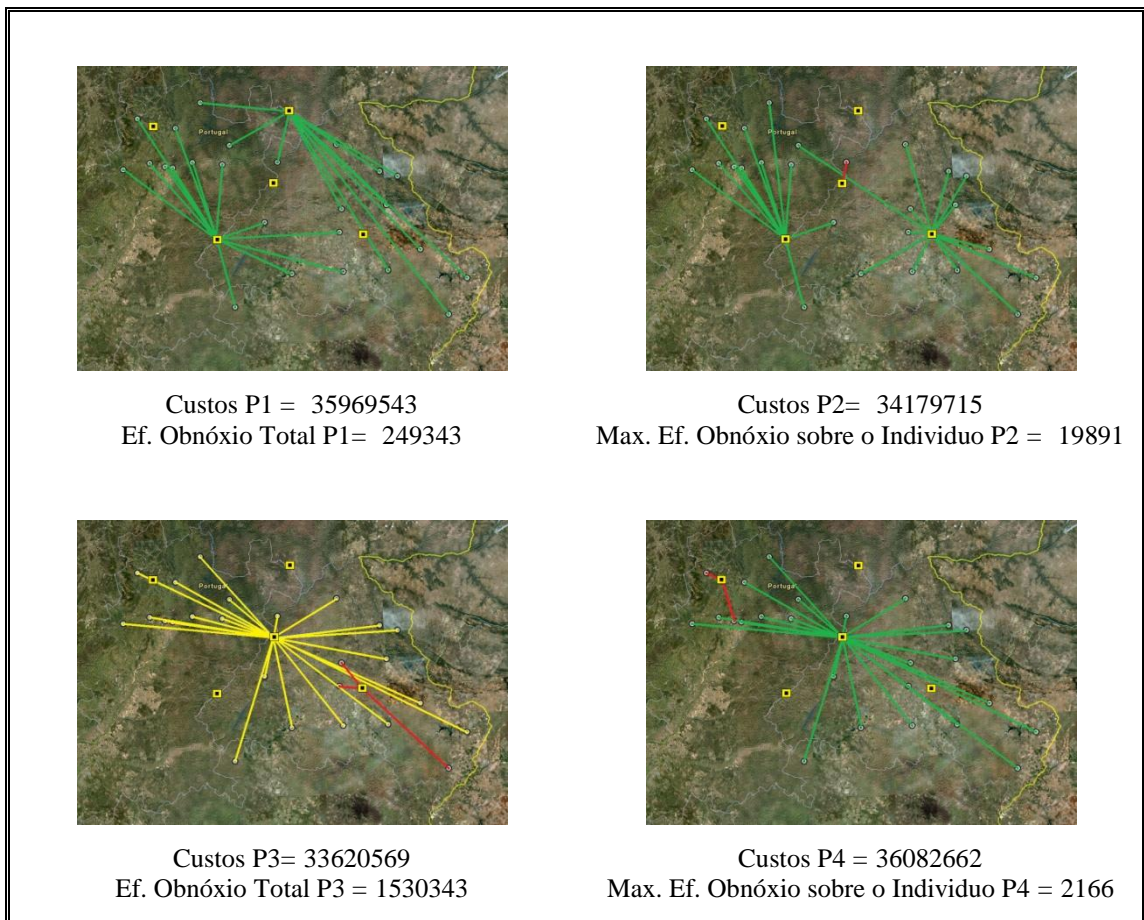 Portugal
Portugal
Custos P1 = 35969543
Ef. Obnóxio Total P1= 249343
Custos P2= 34179715
Max. Ef. Obnóxio sobre o Individuo P2 = 19891
Portugal
Portugal
Custos P3= 33620569
Ef. Obnóxio Total P3 = 1530343
Custos P4 = 36082662
Max. Ef. Obnóxio sobre o Individuo P4 = 2166